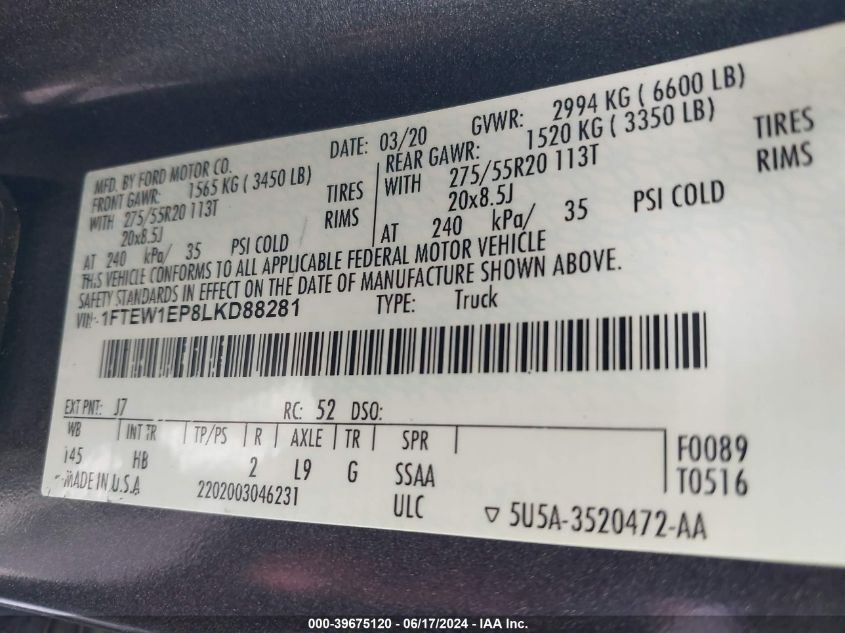 MFD. BY FORD MOTOR CO.
DATE: 03/20
GVWR: 2994 KG ( 6600 LB)
FRONT GAWR: 1565 KG ( 3450 LB)
REAR GAWR: 1520 KG ( 3350 LB)
WITH 275/55R20 113T TIRES
WITH 275/55R20 113T TIRES
20x8.5J RIMS
20x8.5J RIMS
AT 240 kPa/ 35 PSI COLD
AT 240 kPa/ 35 PSI COLD
THIS VEHICLE CONFORMS TO ALL APPLICABLE FEDERAL MOTOR VEHICLE
SAFETY STANDARDS IN EFFECT ON THE DATE OF MANUFACTURE SHOWN ABOVE.
VIN: 1FTEW1EP8LKD88281
TYPE: Truck
EXT PNT: J7 RC: 52 DSO:
WB INT TR TP/PS R AXLE TR SPR
145 HB 2 L9 G SSAA
F0089
T0516
MADE IN U.S.A 2202003046231 ULC ▽ 5U5A-3520472-AA
000-39675120 - 06/17/2024 - IAA Inc.